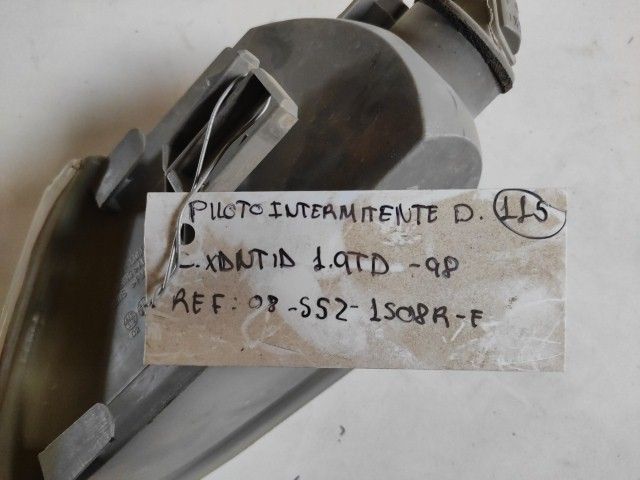 PILOTO INTERMITENTE D. 115
C. XANTIA 1.9TD -98
REF: 08-552-1508R-E